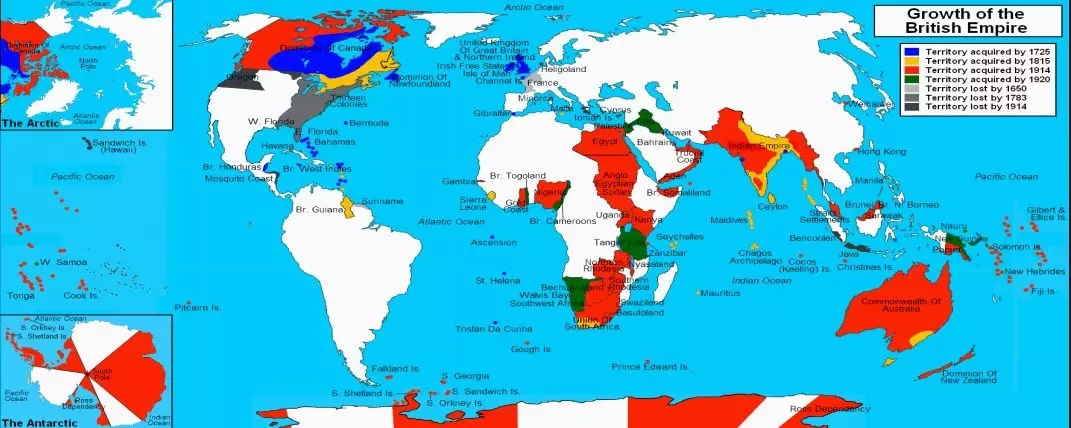 Growth of the
British Empire
Territory acquired by 1725
Territory acquired by 1815
Territory acquired by 1914
Territory acquired by 1920
Territory lost by 1650
Territory lost by 1783
Territory lost by 1914
Pacific Ocean
Dominion Of
Canada
Arctic Ocean
North
Pole
Atlantic
Ocean
The Arctic
Arctic Ocean
Dominion Of Canada
United Kingdom
Of Great Britain
& Northern Ireland
Irish Free State
Isle of Man
Channel Is.
Heligoland
France
Oregon
Dominion Of
Newfoundland
Thirteen
Colonies
Minorca
Malta
Cyprus
Ionian Is.
Weihaiwei
Gibraltar
Palestine
W. Florida
Bermuda
Kuwait
E. Florida
Bahamas
Havana
Egypt
Bahrain
Indian Empire
Trucial
Coast
Hong Kong
Sandwich Is.
(Hawaii)
Br. Honduras
Br. West Indies
Mosquito Coast
Pacific Ocean
Gambia
Br. Togoland
Nigeria
Anglo
Egyptian
Sudan
Aden
Br. Somaliland
Manila
Pacific Ocean
Suriname
Br. Guiana
Sierra
Leone
Gold
Coast
Br. Cameroons
Uganda
Kenya
Maldives
Ceylon
Straits
Settlements
Brunei
Br. N. Borneo
Sarawak
Gilbert &
Ellice Is.
Atlantic Ocean
Seychelles
Bencoolen
Nauru
New Guinea
Papua
Solomon Is.
Ascension
Tanganyika
Zanzibar
Chagos
Archipelago
Cocos
(Keeling) Is.
Java
Christmas Is.
W. Samoa
Northern
Rhodesia
Nyasaland
New Hebrides
St. Helena
Bechuanaland
Southern
Rhodesia
Indian Ocean
Tonga
Cook Is.
Pitcairn Is.
Walvis Bay
Southwest Africa
Swaziland
Basutoland
Mauritius
Commonwealth Of
Australia
Fiji Is.
Union Of
South Africa
Tristan Da Cunha
Gough Is.
Prince Edward Is.
Dominion Of
New Zealand
Falkland Is.
S. Georgia
S. Shetland Is.
S. Sandwich Is.
S. Orkney Is.
Ross Dependency
Atlantic Ocean
S. Orkney Is.
S. Shetland Is.
South
Pole
Pacific
Ocean
Ross
Dependency
Indian
Ocean
The Antarctic